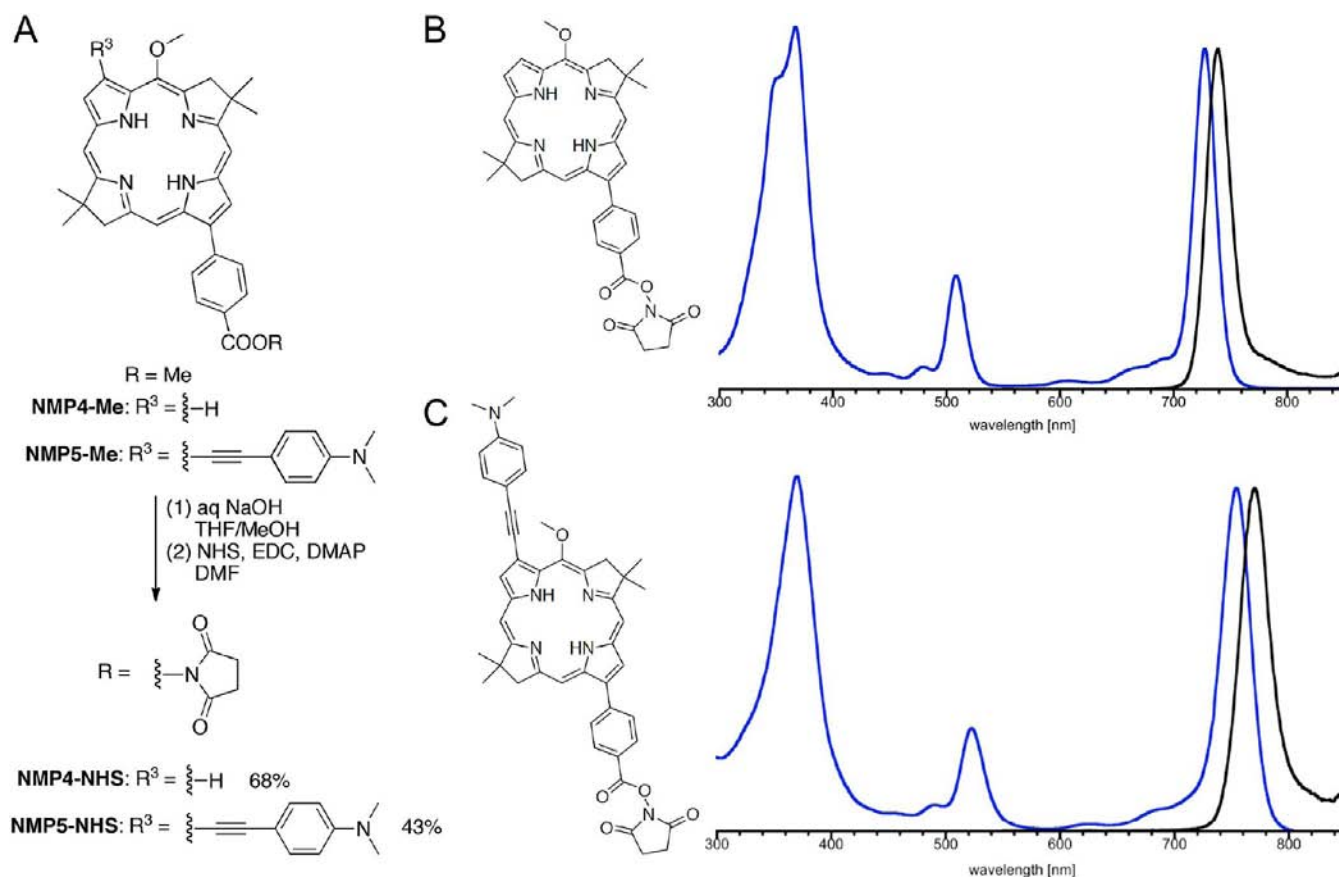 A
R3
O
NH
N
N
HN
COOR
R = Me
NMP4-Me: R3 = H
NMP5-Me: R3 = N
(1) aq NaOH
THF/MeOH
(2) NHS, EDC, DMAP
DMF
O
R = N
O
NMP4-NHS: R3 = H 68%
NMP5-NHS: R3 = N 43%
B
O
NH
N
N
HN
O
O
N
O
O
300 400 500 600 700 800
wavelength [nm]
C
N
O
NH
N
N
HN
O
O
N
O
O
300 400 500 600 700 800
wavelength [nm]